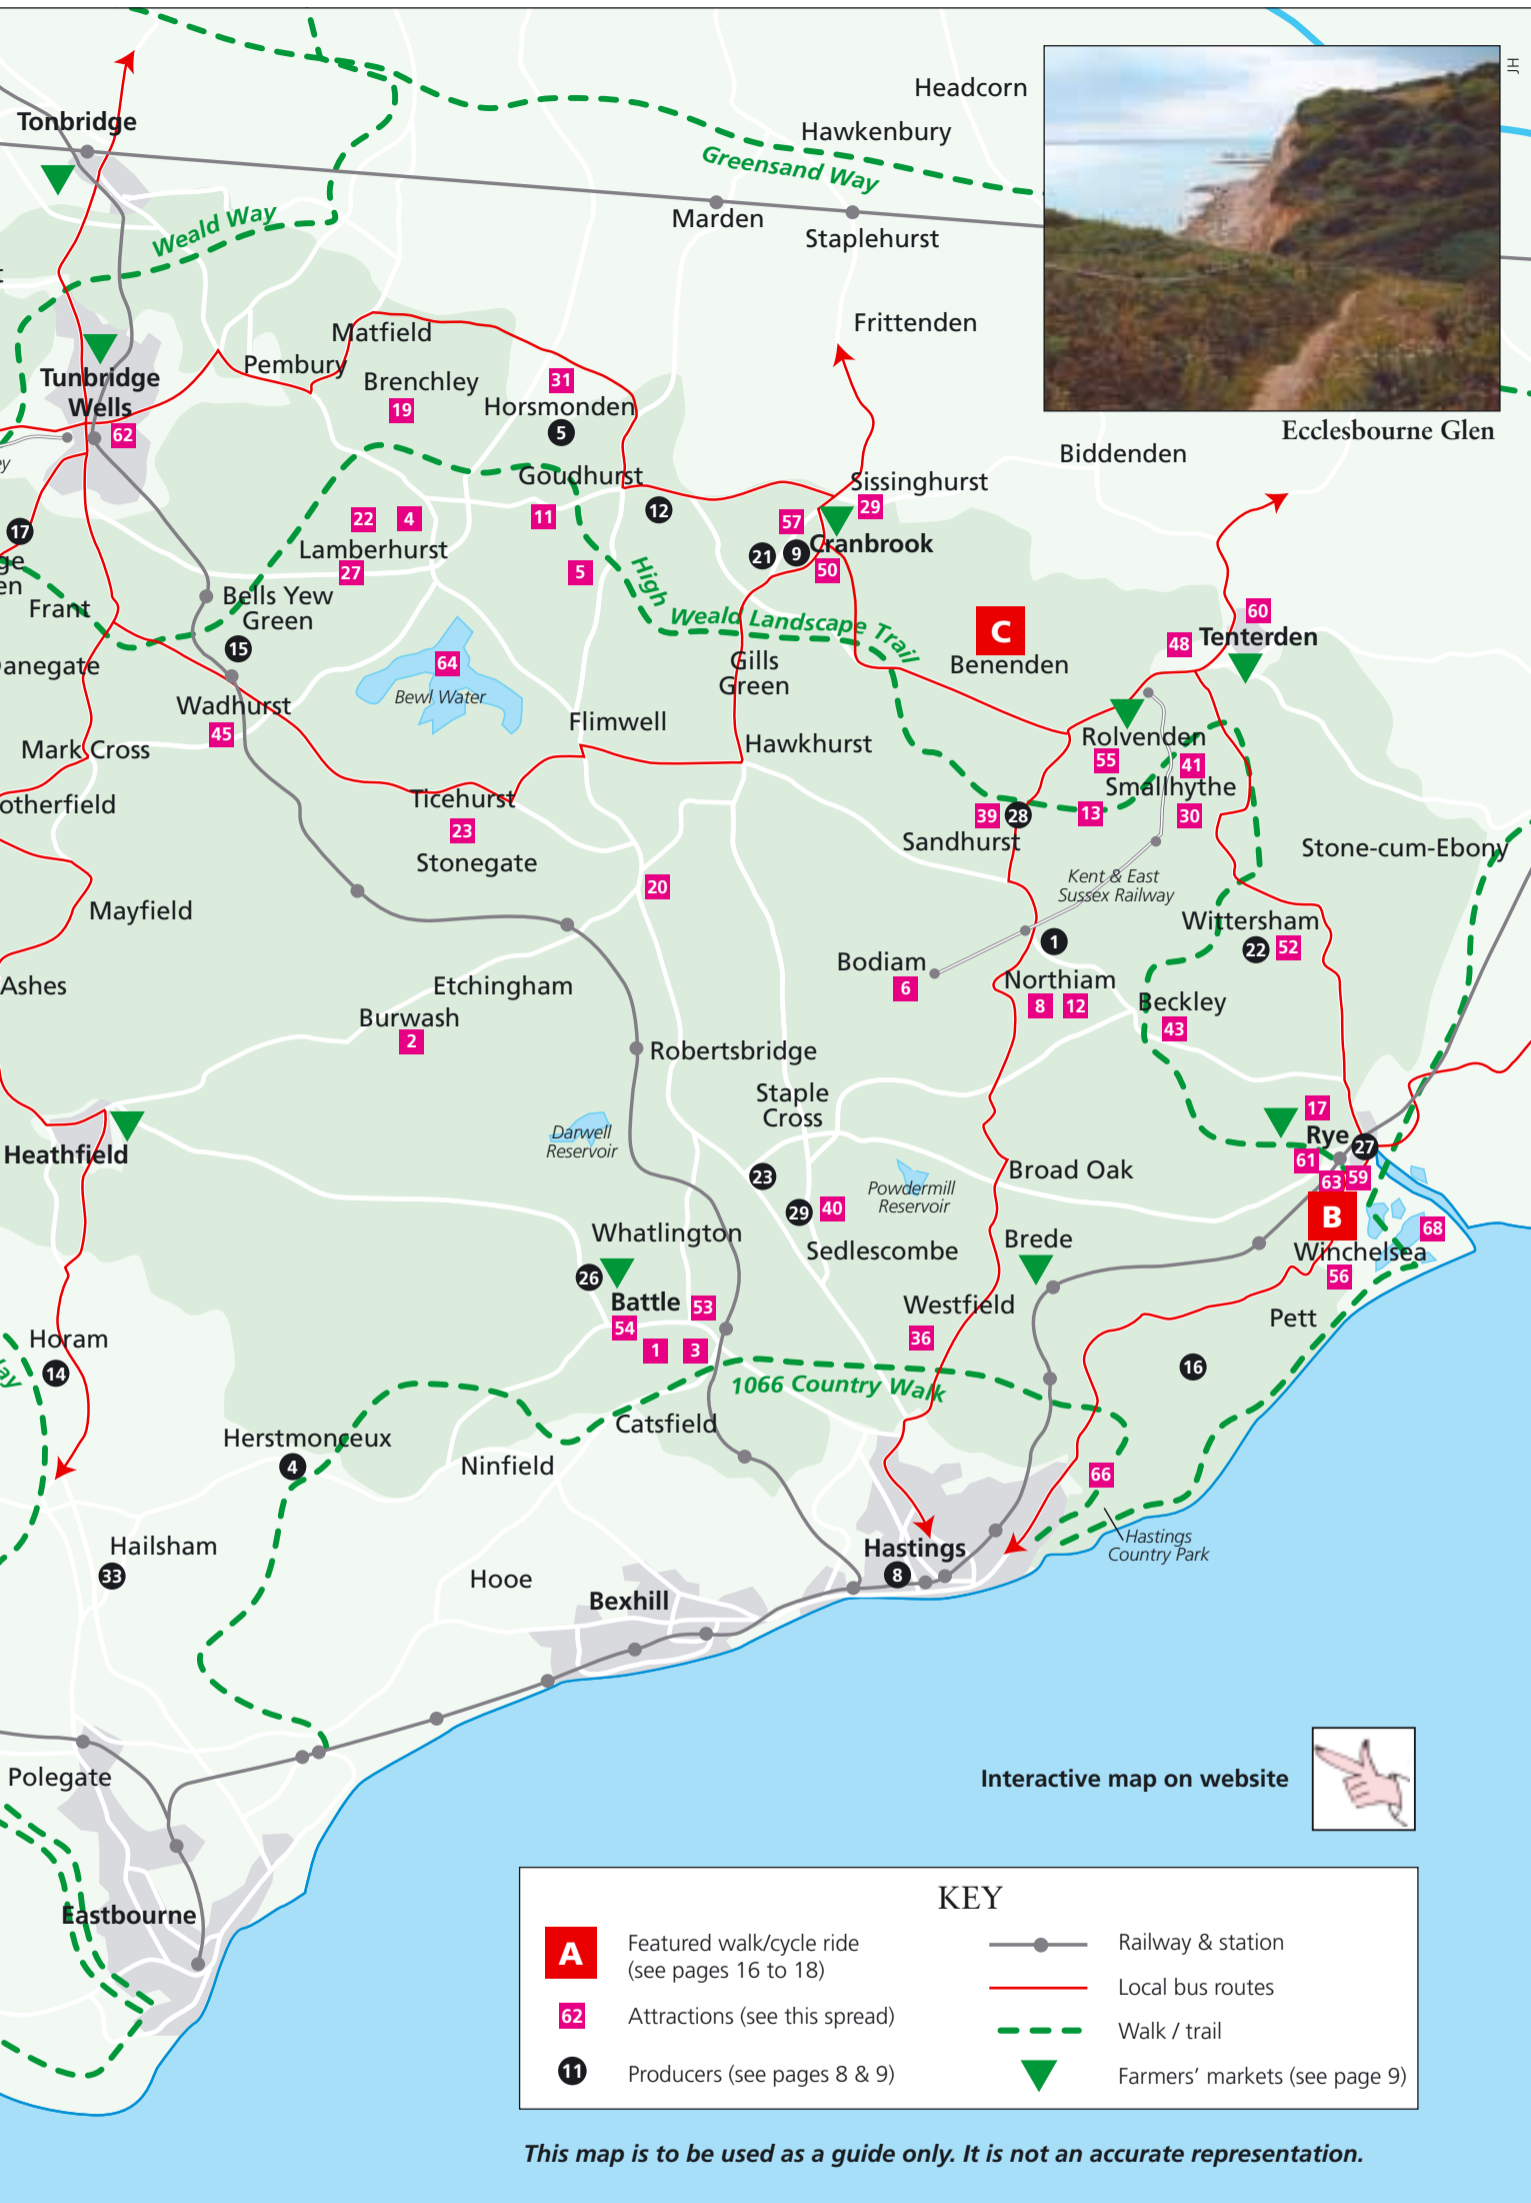 JH
Headcorn
Tonbridge
Hawkenbury
Greensand Way
Weald Way
Marden
Staplehurst
Frittenden
Matfield
Pembury
Brenchley
31
Tunbridge
Wells
19
Horsmonden
5
62
Ecclesbourne Glen
Biddenden
Goudhurst
Sissinghurst
29
12
57
22
4
11
17
Cranbrook
21
9
50
Lamberhurst
27
5
High Weald Landscape Trail
ge
en
Frant
Bells Yew
Green
15
60
C
Tenterden
48
Benenden
64
Bewl Water
Gills
Green
anegate
Wadhurst
45
Flimwell
Hawkhurst
Rolvenden
55
41
Mark Cross
Smallhythe
otherfield
Ticehurst
23
39
28
13
30
Sandhurst
Stone-cum-Ebony
Stonegate
20
Kent & East
Sussex Railway
Mayfield
Wittersham
22
52
1
Bodiam
6
Ashes
Etchingham
Northiam
8
12
Beckley
43
Burwash
2
Robertsbridge
Staple
Cross
17
Darwell
Reservoir
Rye
27
Heathfield
61
63
59
23
Broad Oak
Powdermill
Reservoir
29
40
B
68
Whatlington
Sedlescombe
Brede
Winchelsea
56
26
Battle
53
54
1
3
Westfield
36
Pett
Horam
14
16
ay
1066 Country Walk
Catsfield
Herstmonceux
4
Ninfield
66
Hastings
Country Park
Hailsham
33
Hastings
8
Hooe
Bexhill
Polegate
Interactive map on website
Eastbourne
KEY
A
Featured walk/cycle ride
(see pages 16 to 18)
62
Attractions (see this spread)
11
Producers (see pages 8 & 9)
Railway & station
Local bus routes
Walk / trail
Farmers’ markets (see page 9)
This map is to be used as a guide only. It is not an accurate representation.